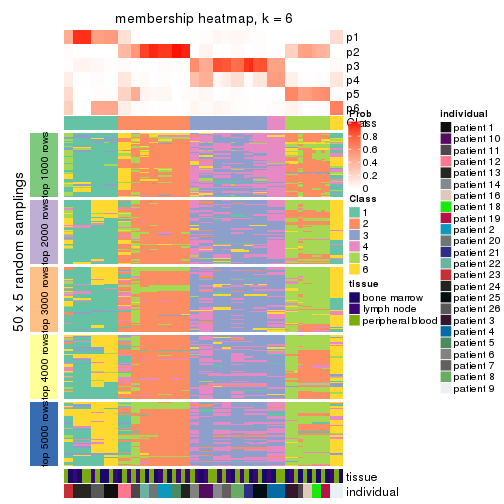 membership heatmap, k = 6
p1
p2
p3
p4
p5
p6
Class
50 x 5 random samplings
top 1000 rows
top 2000 rows
top 3000 rows
top 4000 rows
top 5000 rows
tissue
individual
Prob
1
0.8
0.6
0.4
0.2
0
Class
1
2
3
4
5
6
tissue
bone marrow
lymph node
peripheral blood
individual
patient 1
patient 10
patient 11
patient 12
patient 13
patient 14
patient 16
patient 18
patient 19
patient 2
patient 20
patient 21
patient 22
patient 23
patient 24
patient 25
patient 26
patient 3
patient 4
patient 5
patient 6
patient 7
patient 8
patient 9